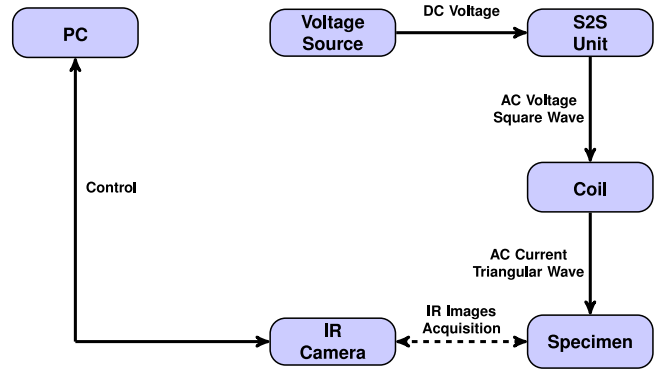 PC
Voltage
Source
DC Voltage
S2S
Unit
AC Voltage
Square Wave
Coil
Control
AC Current
Triangular Wave
IR Images
Acquisition
IR
Camera
Specimen